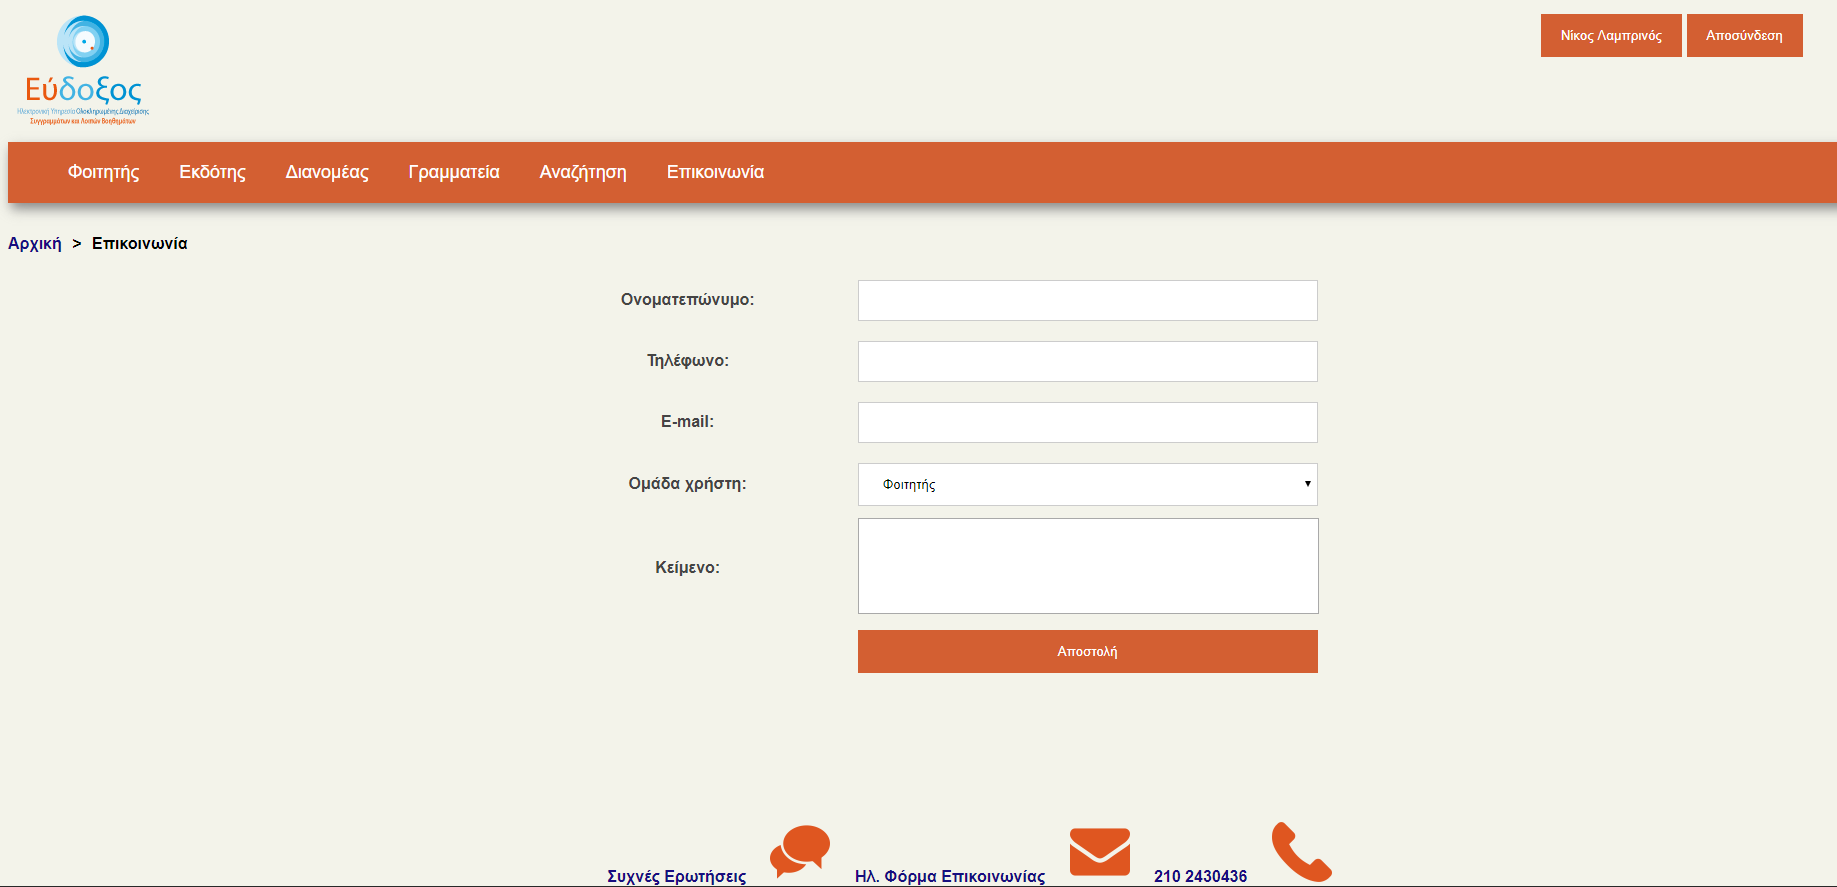 Εύδοξος
Ηλεκτρονική Υπηρεσία Ολοκληρωμένης Διαχείρισης
Συγγραμμάτων και Λοιπών Βοηθημάτων
Νίκος Λαμπρινός
Αποσύνδεση
Φοιτητής Εκδότης Διανομέας Γραμματεία Αναζήτηση Επικοινωνία
Αρχική > Επικοινωνία
Ονοματεπώνυμο:
Τηλέφωνο:
E-mail:
Ομάδα χρήστη:
Φοιτητής
Κείμενο:
Αποστολή
Συχνές Ερωτήσεις
Ηλ. Φόρμα Επικοινωνίας
210 2430436